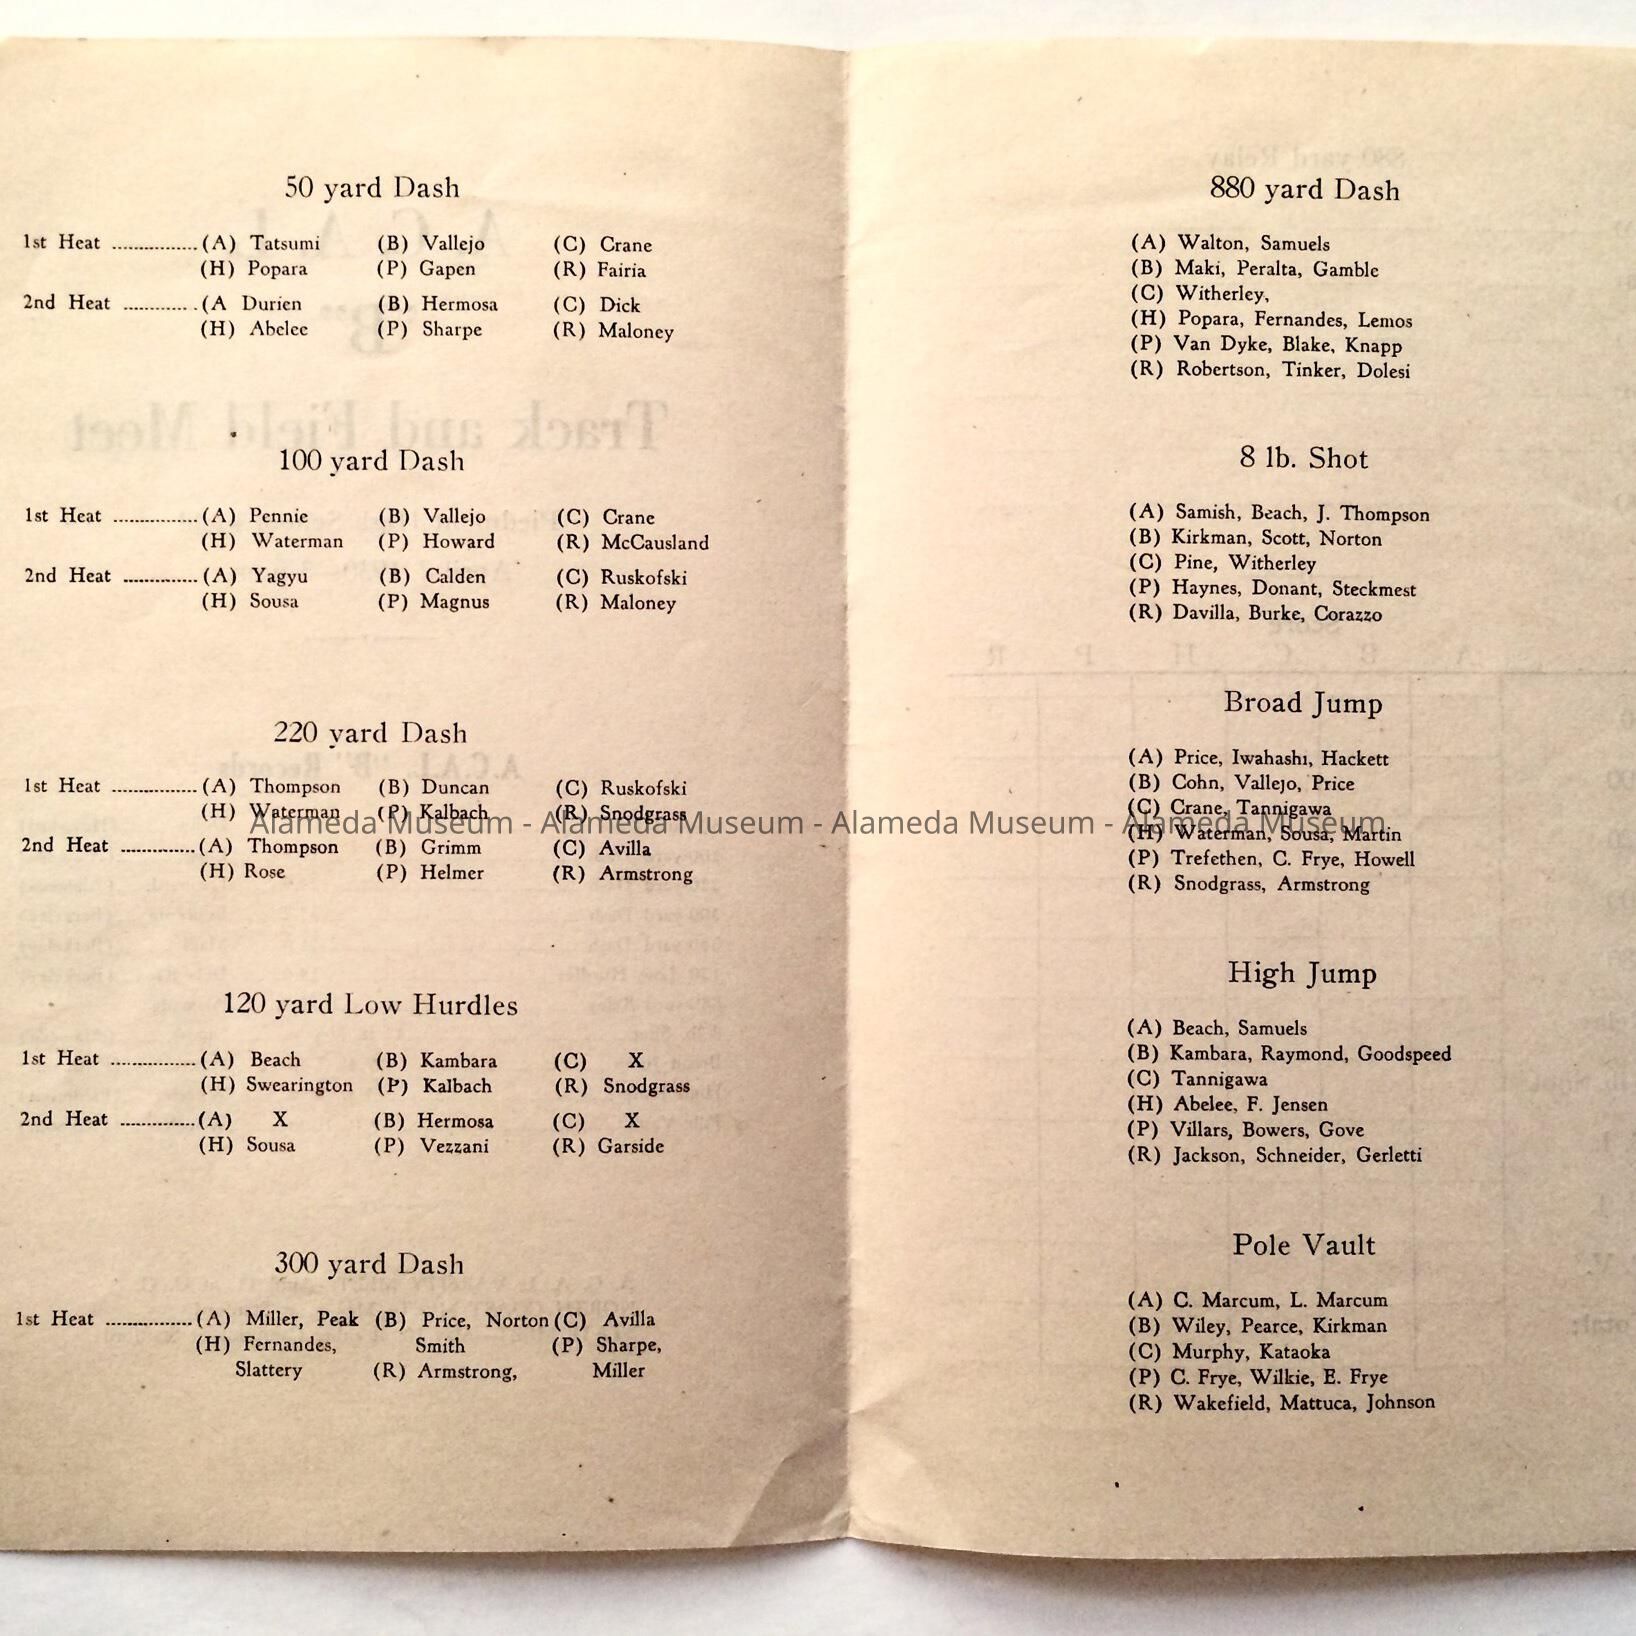 50 yard Dash
1st Heat ...............(A) Tatsumi (B) Vallejo (C) Crane
(H) Popara (P) Gapen (R) Fairia
2nd Heat ............ .(A Durien (B) Hermosa (C) Dick
(H) Abelee (P) Sharpe (R) Maloney
100 yard Dash
1st Heat ...............(A) Pennie (B) Vallejo (C) Crane
(H) Waterman (P) Howard (R) McCausland
2nd Heat .............(A) Yagyu (B) Calden (C) Ruskofski
(H) Sousa (P) Magnus (R) Maloney
220 yard Dash
1st Heat ...............(A) Thompson (B) Duncan (C) Ruskofski
(H) Waterman (P) Kalbach (R) Snodgrass
2nd Heat .............(A) Thompson (B) Grimm (C) Avilla
(H) Rose (P) Helmer (R) Armstrong
120 yard Low Hurdles
1st Heat ...............(A) Beach (B) Kambara (C) X
(H) Swearington (P) Kalbach (R) Snodgrass
2nd Heat .............(A) X (B) Hermosa (C) X
(H) Sousa (P) Vezzani (R) Garside
300 yard Dash
1st Heat ...............(A) Miller, Peak (B) Price, Norton (C) Avilla
(H) Fernandes, Smith (P) Sharpe,
Slattery (R) Armstrong, Miller
880 yard Dash
(A) Walton, Samuels
(B) Maki, Peralta, Gamble
(C) Witherley,
(H) Popara, Fernandes, Lemos
(P) Van Dyke, Blake, Knapp
(R) Robertson, Tinker, Dolesi
8 lb. Shot
(A) Samish, Beach, J. Thompson
(B) Kirkman, Scott, Norton
(C) Pine, Witherley
(P) Haynes, Donant, Steckmest
(R) Davilla, Burke, Corazzo
Broad Jump
(A) Price, Iwahashi, Hackett
(B) Cohn, Vallejo, Price
(C) Crane, Tannigawa
(H) Waterman, Sousa, Martin
(P) Trefethen, C. Frye, Howell
(R) Snodgrass, Armstrong
High Jump
(A) Beach, Samuels
(B) Kambara, Raymond, Goodspeed
(C) Tannigawa
(H) Abelee, F. Jensen
(P) Villars, Bowers, Gove
(R) Jackson, Schneider, Gerletti
Pole Vault
(A) C. Marcum, L. Marcum
(B) Wiley, Pearce, Kirkman
(C) Murphy, Kataoka
(P) C. Frye, Wilkie, E. Frye
(R) Wakefield, Mattuca, Johnson
Alameda Museum - Alameda Museum - Alameda Museum - Alameda Museum